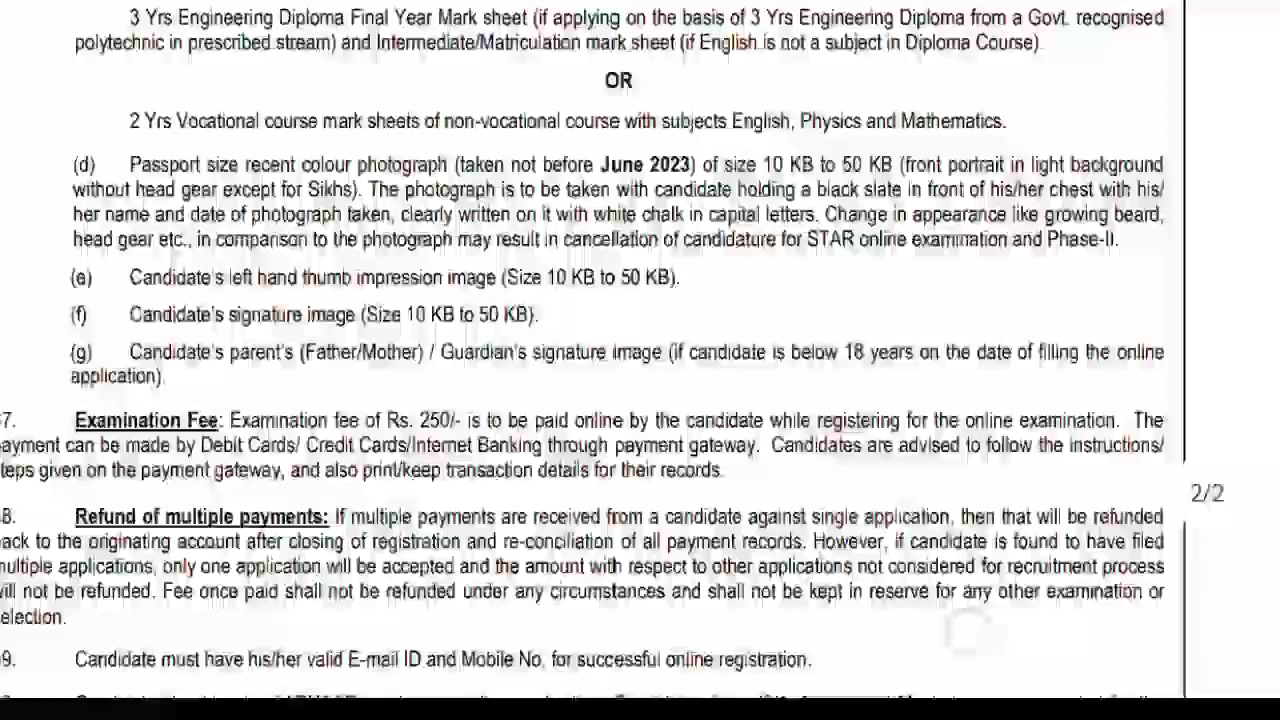 3 Yrs Engineering Diploma Final Year Mark sheet (if applying on the basis of 3 Yrs Engineering Diploma from a Govt. recognised
polytechnic in prescribed stream) and Intermediate/Matriculation mark sheet (if English is not a subject in Diploma Course).
OR
2 Yrs Vocational course mark sheets of non-vocational course with subjects English, Physics and Mathematics.
(d) Passport size recent colour photograph (taken not before June 2023) of size 10 KB to 50 KB (front portrait in light background
without head gear except for Sikhs). The photograph is to be taken with candidate holding a black slate in front of his/her chest with his/
her name and date of photograph taken, clearly written on it with white chalk in capital letters. Change in appearance like growing beard,
head gear etc., in comparison to the photograph may result in cancellation of candidature for STAR online examination and Phase-II.
(e) Candidate's left hand thumb impression image (Size 10 KB to 50 KB).
(f) Candidate's signature image (Size 10 KB to 50 KB).
(g) Candidate's parent's (Father/Mother) / Guardian's signature image (if candidate is below 18 years on the date of filling the online
application).
7. Examination Fee: Examination fee of Rs. 250/- is to be paid online by the candidate while registering for the online examination. The
ayment can be made by Debit Cards/ Credit Cards/Internet Banking through payment gateway. Candidates are advised to follow the instructions/
teps given on the payment gateway, and also print/keep transaction details for their records.
2/2
8. Refund of multiple payments: If multiple payments are received from a candidate against single application, then that will be refunded
ack to the originating account after closing of registration and re-conciliation of all payment records. However, if candidate is found to have filed
ultiple applications, only one application will be accepted and the amount with respect to other applications not considered for recruitment process
ill not be refunded. Fee once paid shall not be refunded under any circumstances and shall not be kept in reserve for any other examination or
election.
9. Candidate must have his/her valid E-mail ID and Mobile No. for successful online registration.